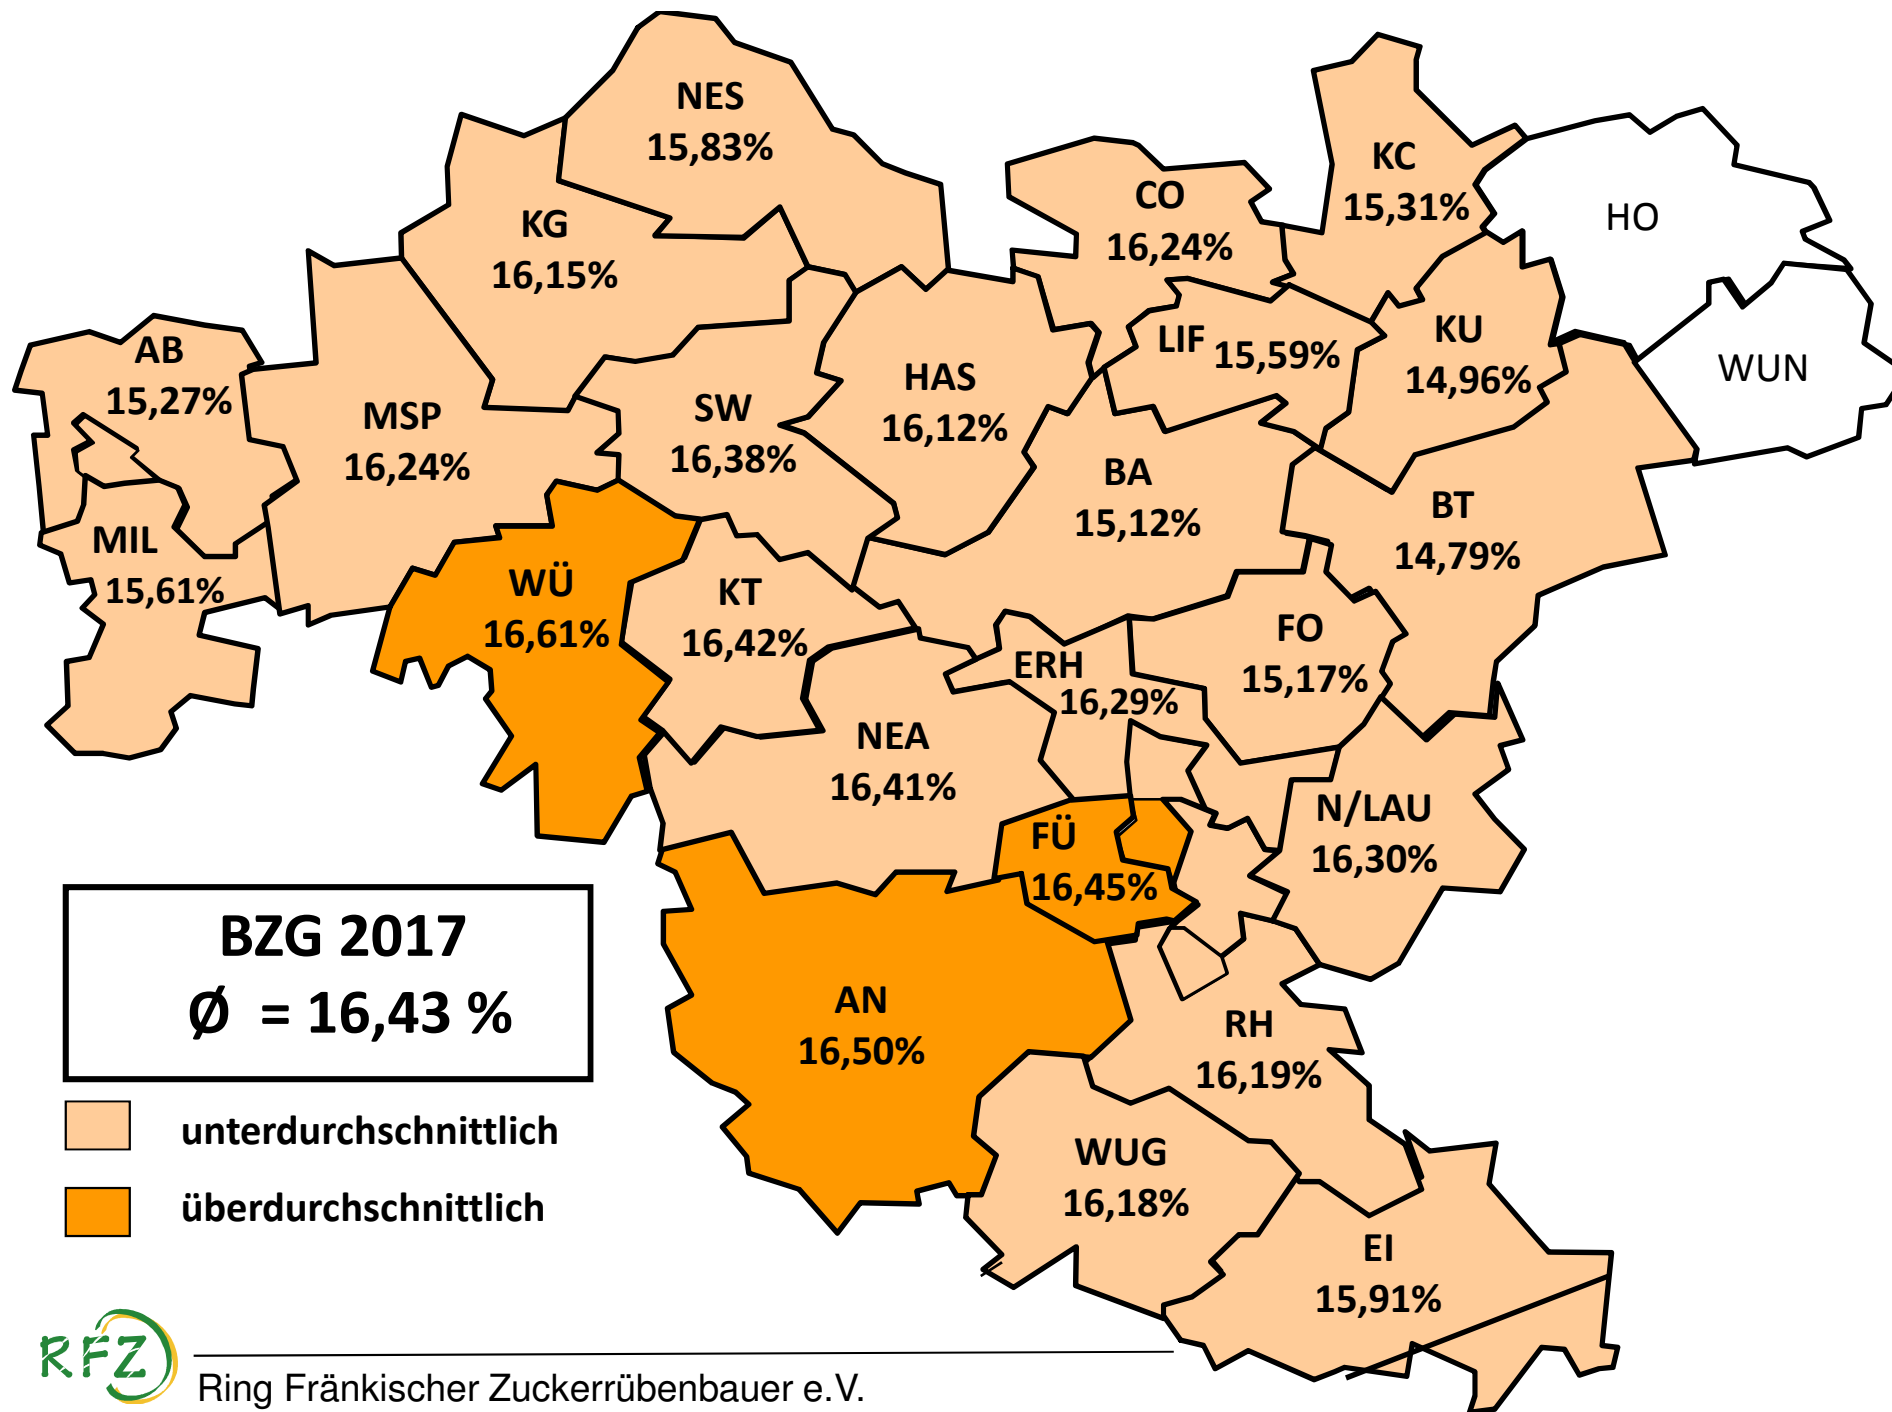 NES
15,83%
KC
15,31%
CO
16,24%
HO
KG
16,15%
AB
15,27%
LIF 15,59%
KU
14,96%
WUN
MSP
16,24%
SW
16,38%
HAS
16,12%
BA
15,12%
BT
14,79%
MIL
15,61%
WÜ
16,61%
KT
16,42%
ERH
16,29%
FO
15,17%
NEA
16,41%
FÜ
16,45%
N/LAU
16,30%
BZG 2017
Ø = 16,43 %
AN
16,50%
RH
16,19%
unterdurchschnittlich
überdurchschnittlich
WUG
16,18%
EI
15,91%
RFZ
Ring Fränkischer Zuckerrübenbauer e.V.